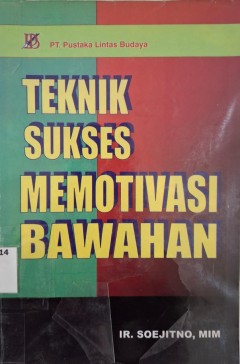 PT. Pustaka Lintas Budaya
TEKNIK
SUKSES
MEMOTIVASI
BAWAHAN
14
IR. SOEJITNO, MIM